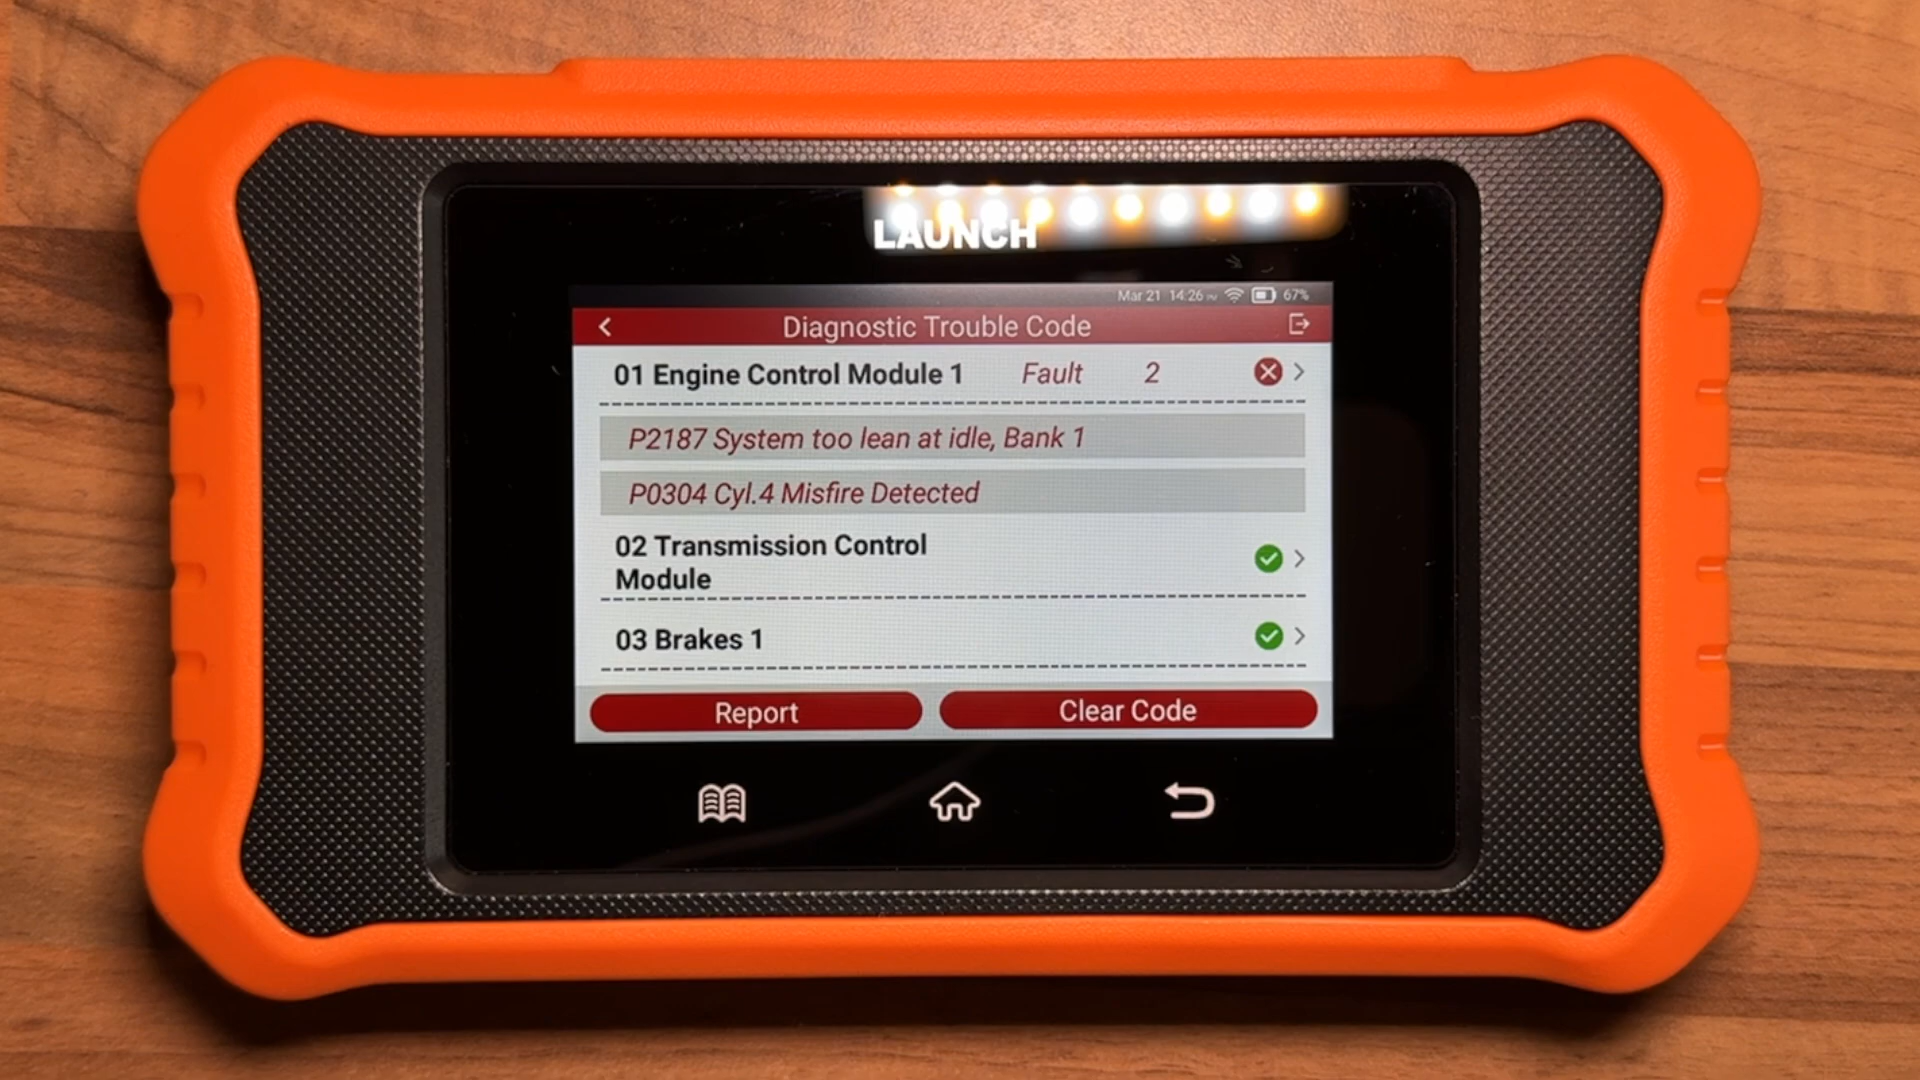 LAUNCH
Mar 21 14:26 PM 67%
Diagnostic Trouble Code
01 Engine Control Module 1 Fault 2
P2187 System too lean at idle, Bank 1
P0304 Cyl.4 Misfire Detected
02 Transmission Control
Module
03 Brakes 1
Report Clear Code